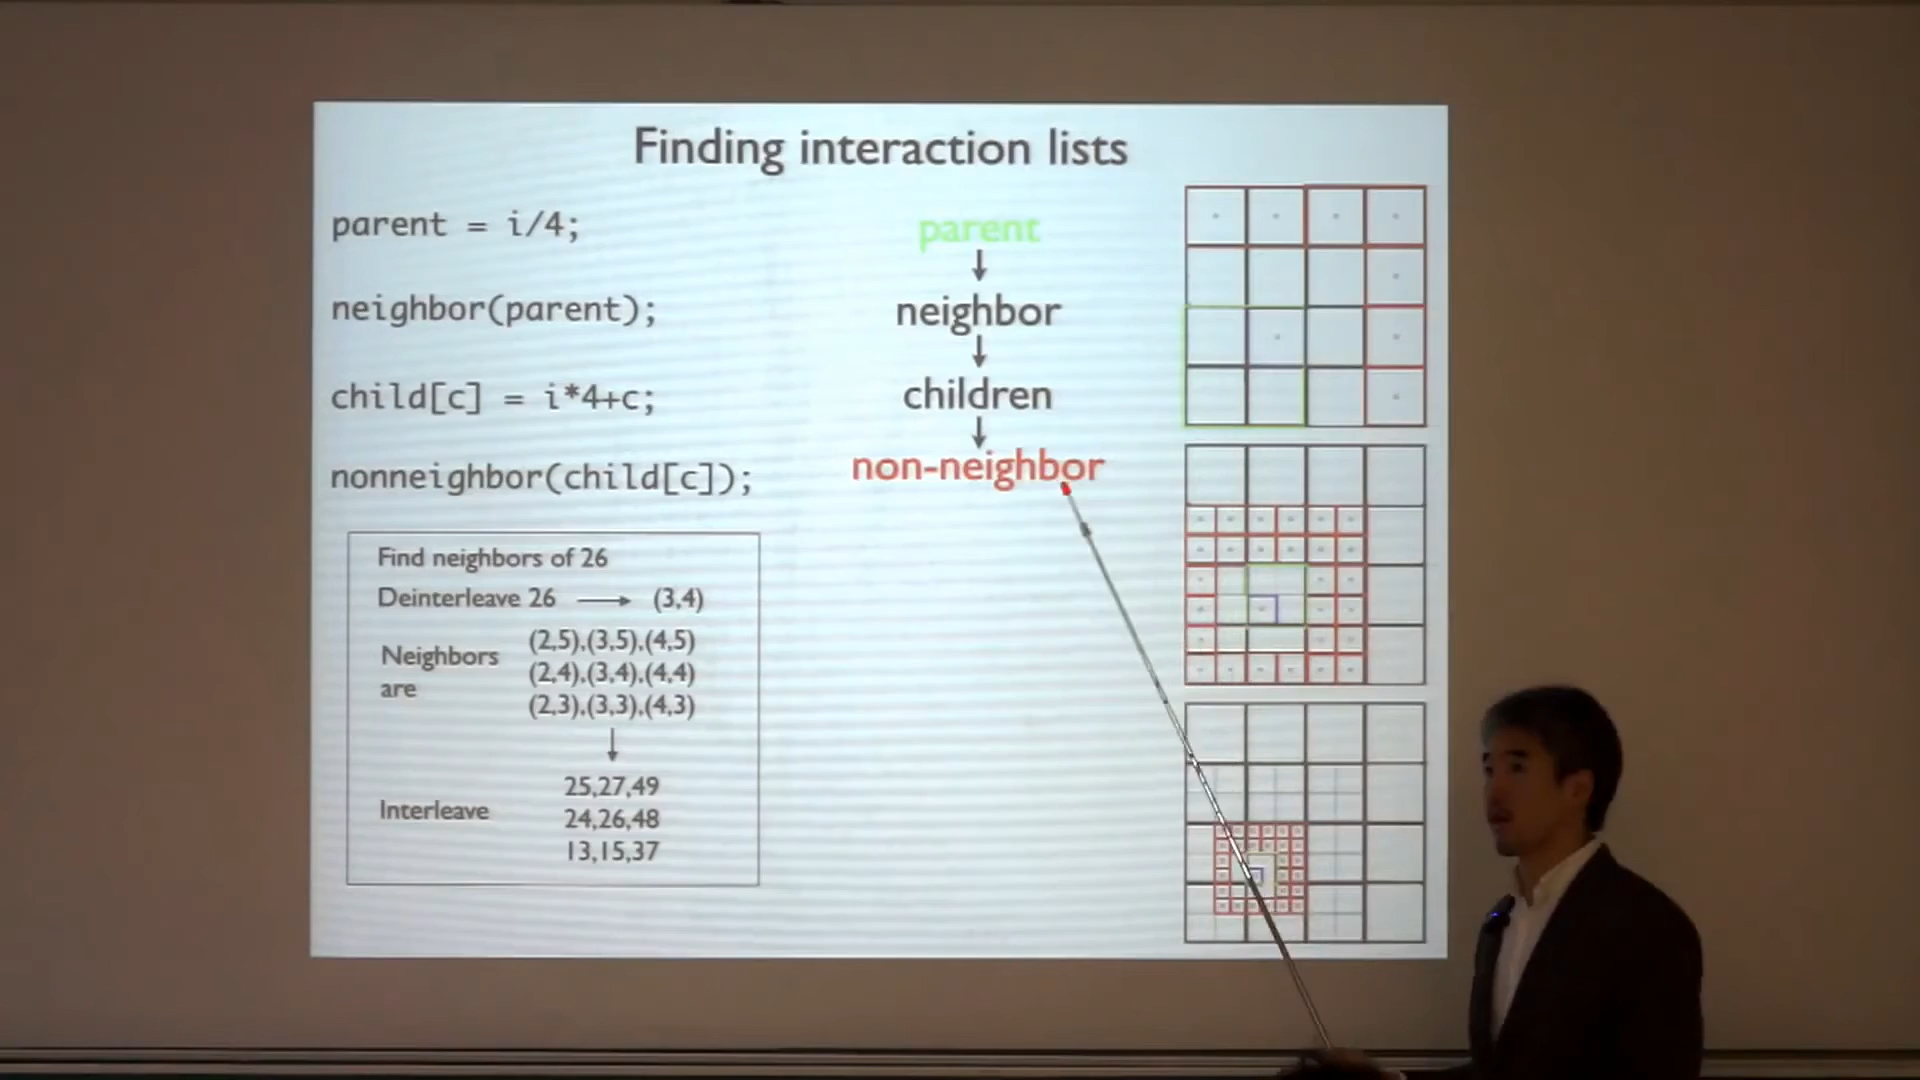 Finding interaction lists
parent = i/4;
neighbor(parent);
child[c] = i*4+c;
nonneighbor(child[c]);
parent
neighbor
children
non-neighbor
Find neighbors of 26
Deinterleave 26 → (3,4)
Neighbors are
(2,5),(3,5),(4,5)
(2,4),(3,4),(4,4)
(2,3),(3,3),(4,3)
Interleave
25,27,49
24,26,48
13,15,37